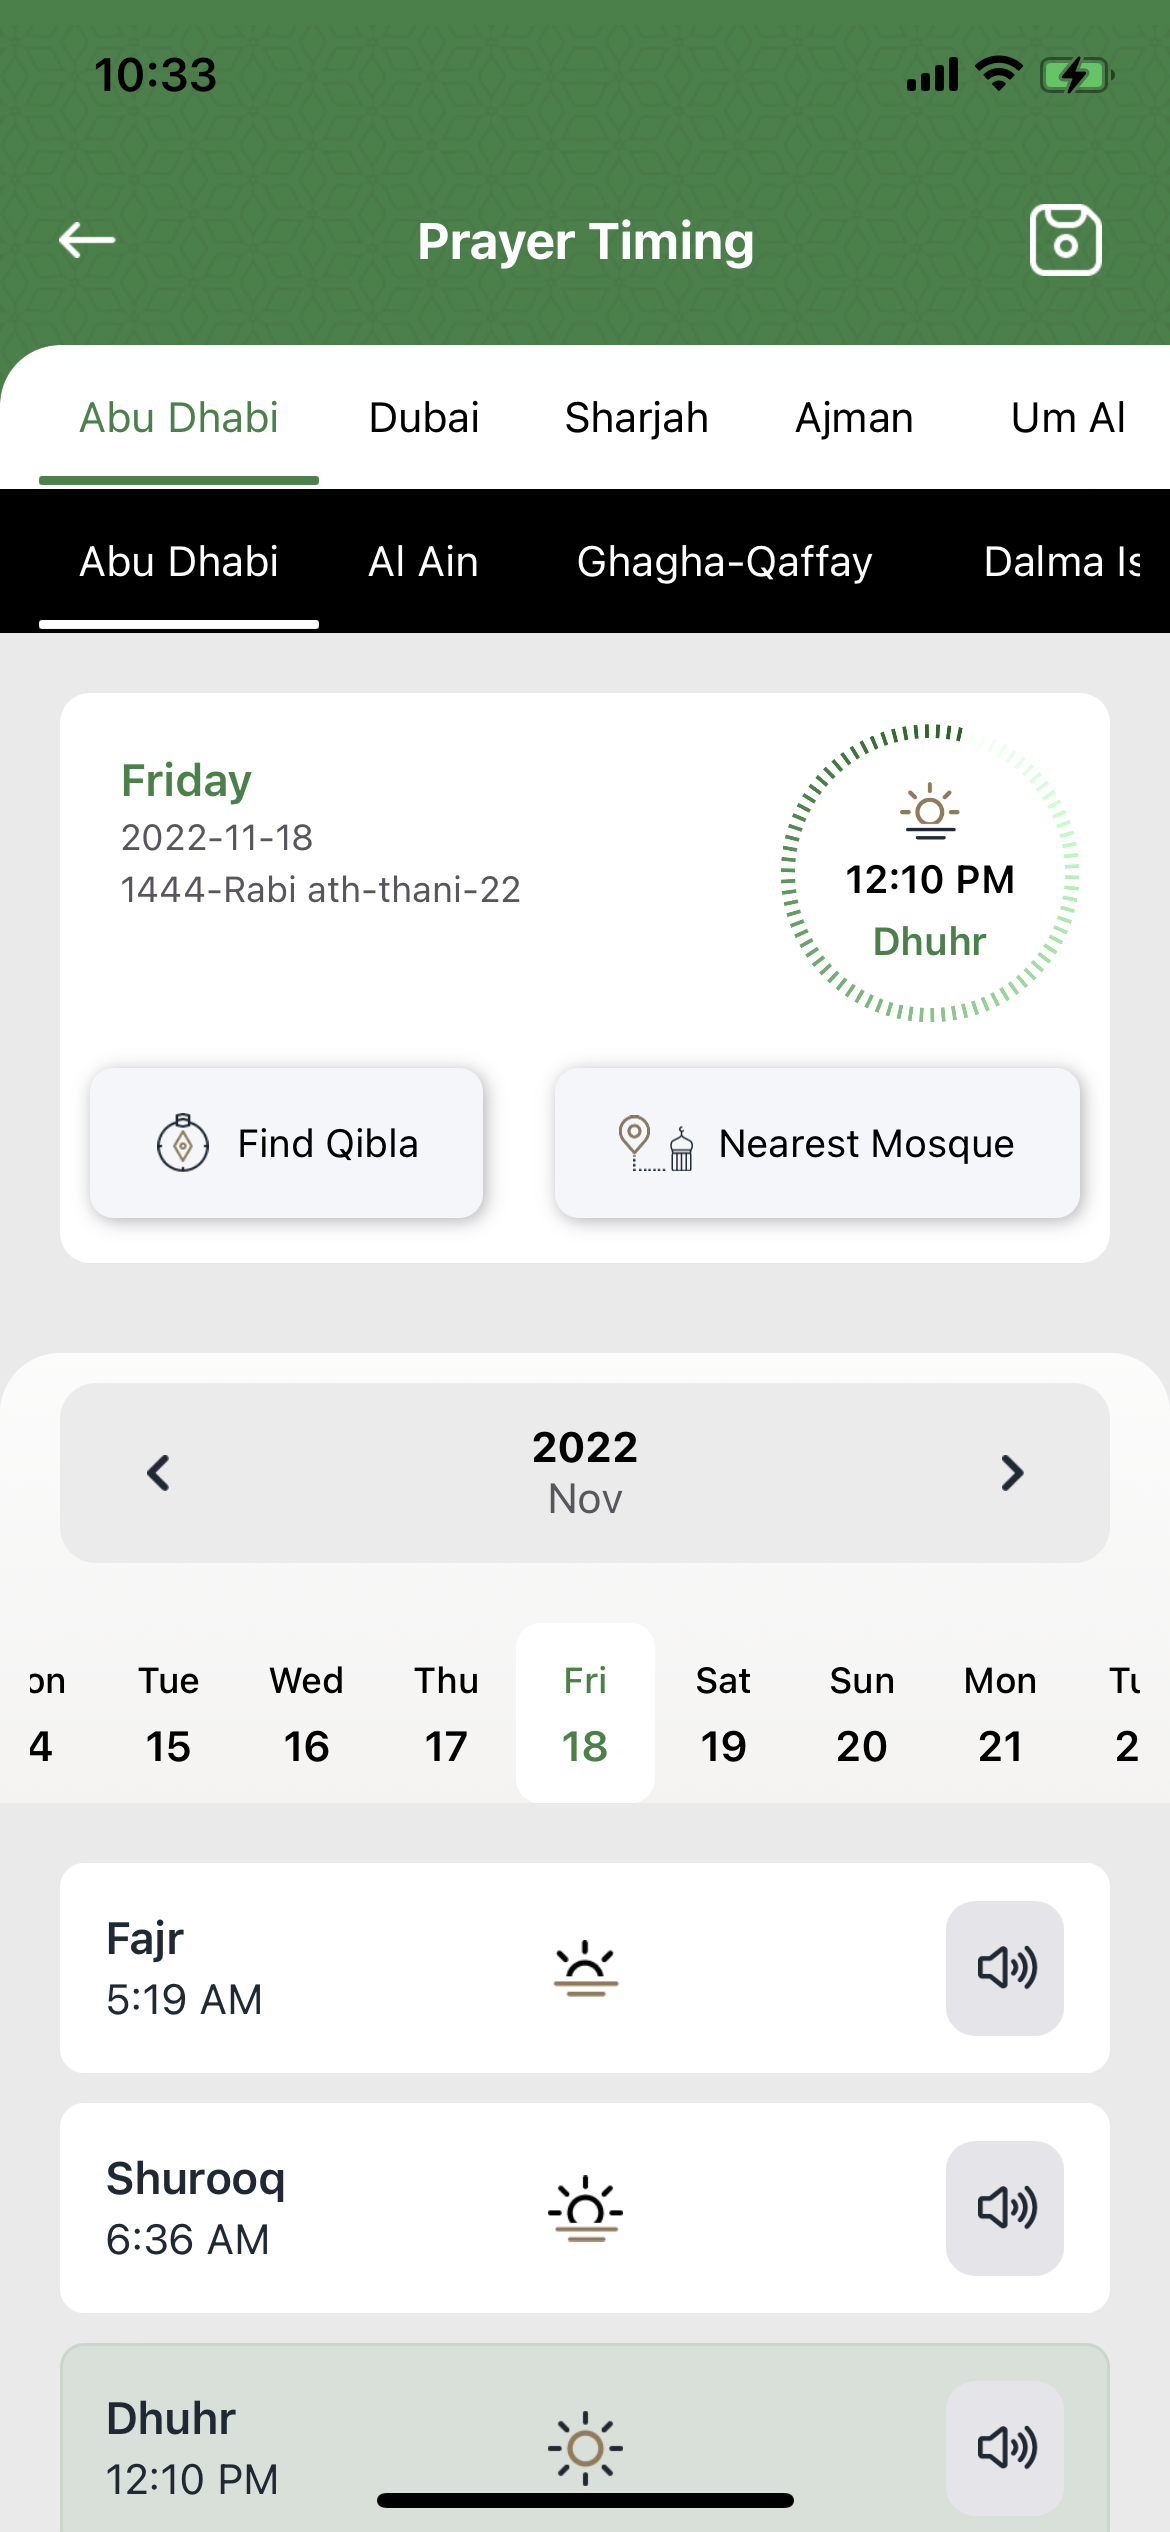 10:33
Prayer Timing
Abu Dhabi Dubai Sharjah Ajman Um Al
Abu Dhabi Al Ain Ghagha-Qaffay Dalma Is
Friday
2022-11-18
1444-Rabi ath-thani-22
12:10 PM
Dhuhr
Find Qibla
Nearest Mosque
2022
Nov
on Tue Wed Thu Fri Sat Sun Mon Tu
4 15 16 17 18 19 20 21 2
Fajr
5:19 AM
Shurooq
6:36 AM
Dhuhr
12:10 PM